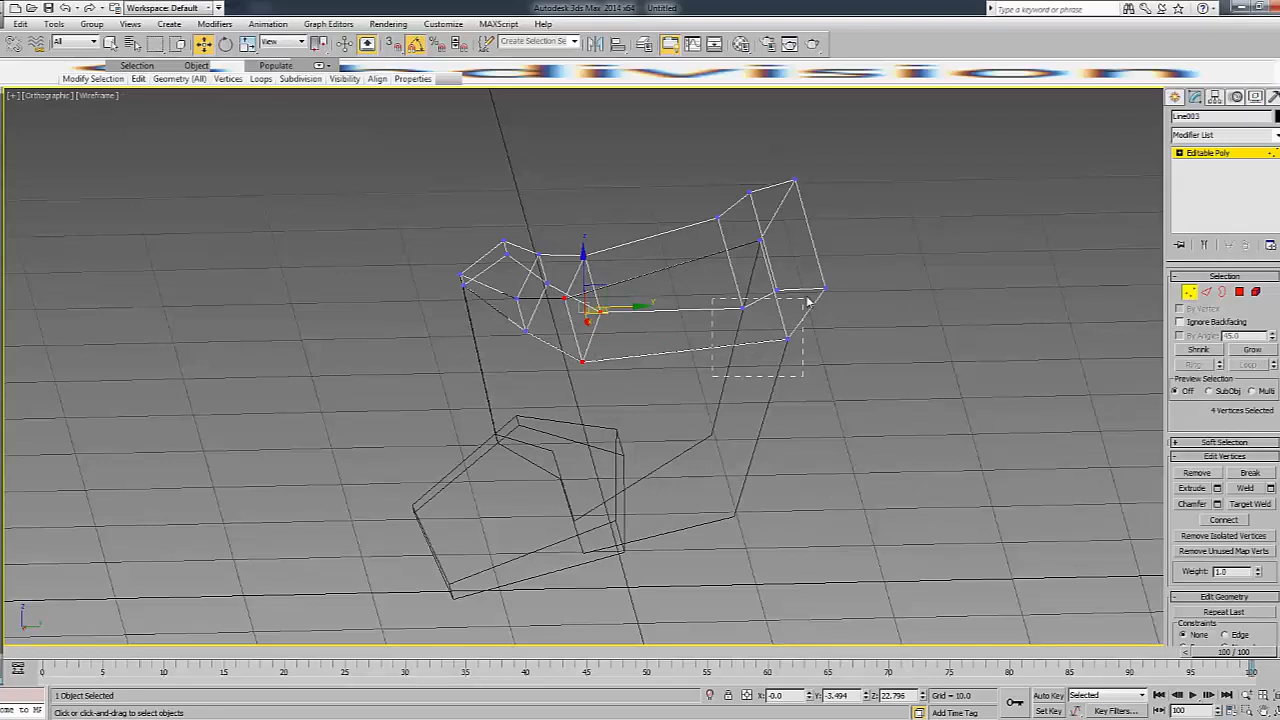 Workspace: Default
Autodesk 3ds Max 2014 x64
Untitled
Type a keyword or phrase
Edit Tools Group Views Create Modifiers Animation Graph Editors Rendering Customize MAXScript Help
All
View
Create Selection Se
Selection Object Populate
Modify Selection Edit Geometry (All) Vertices Loops Subdivision Visibility Align Properties
[+] [Orthographic] [Wireframe]
z
y
Line003
Modifier List
Editable Poly
Selection
By Vertex
Ignore Backfacing
By Angle: 45.0
Shrink Grow
Ring Loop
Preview Selection
Off SubObj Multi
4 Vertices Selected
Soft Selection
Edit Vertices
Remove Break
Extrude Weld
Chamfer Target Weld
Connect
Remove Isolated Vertices
Remove Unused Map Verts
Weight: 1.0
Edit Geometry
Repeat Last
Constraints
None Edge
100 / 100
0 5 10 15 20 25 30 35 40 45 50 55 60 65 70 75 80 85 90 95 100
1 Object Selected
X: -0.0 Y: -3.494 Z: 22.796 Grid = 10.0
Auto Key Selected
ome to MF
Click or click-and-drag to select objects
Add Time Tag
Set Key Key Filters...
100